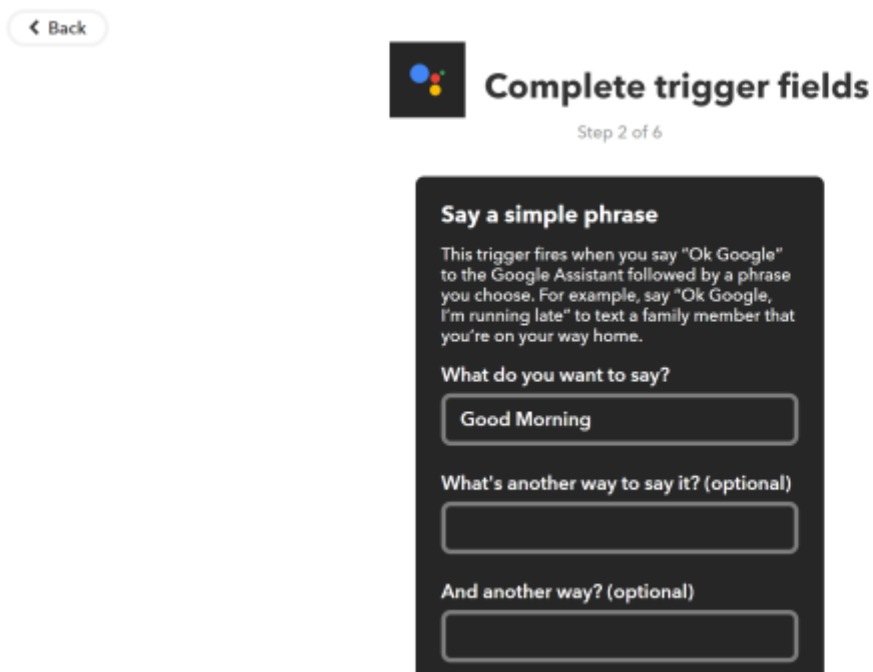 Back
Complete trigger fields
Step 2 of 6
Say a simple phrase
This trigger fires when you say “Ok Google”
to the Google Assistant followed by a phrase
you choose. For example, say “Ok Google,
I’m running late” to text a family member that
you’re on your way home.
What do you want to say?
Good Morning
What's another way to say it? (optional)
And another way? (optional)